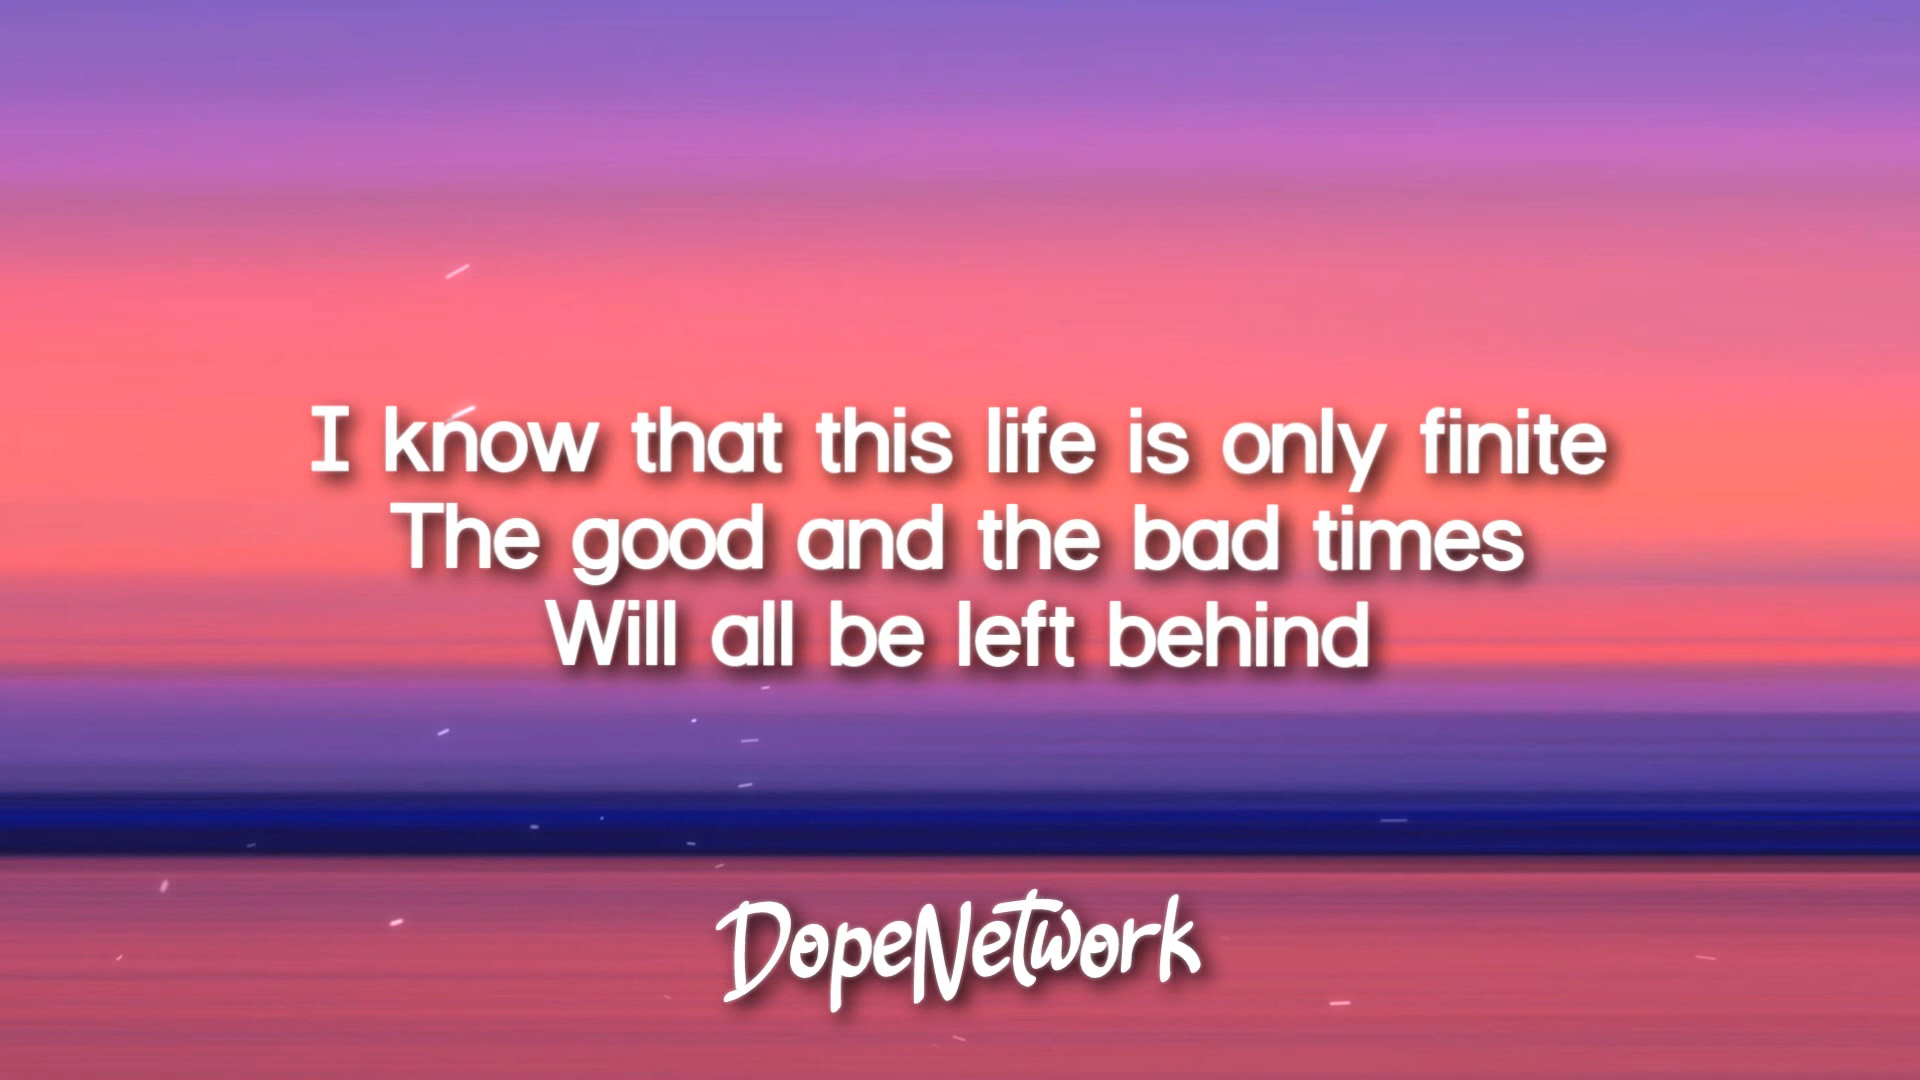 I know that this life is only finite
The good and the bad times
Will all be left behind
DopeNetwork